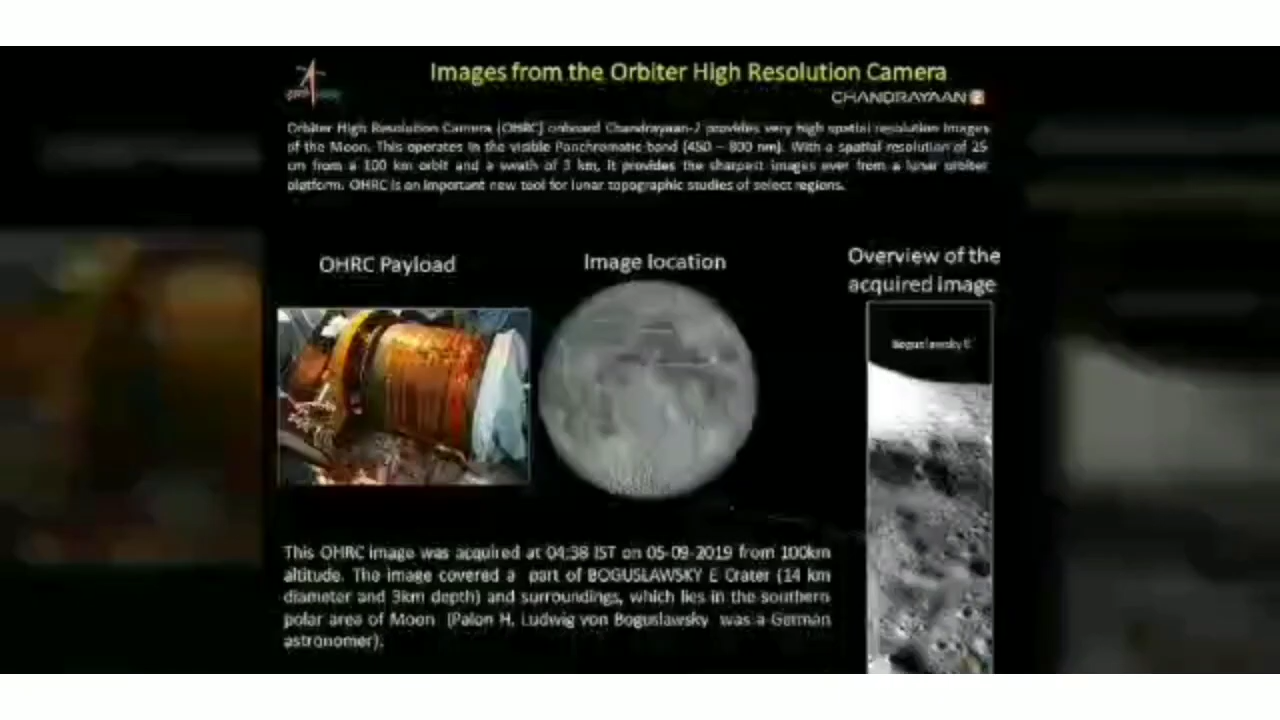 Images from the Orbiter High Resolution Camera
CHANDRAYAAN 2
Orbiter High Resolution Camera (OHRC) onboard Chandrayaan-2 provides very high spatial resolution images
of the Moon. This operates in the visible Panchromatic band (450 – 800 nm). With a spatial resolution of 25
cm from a 100 km orbit and a swath of 3 km, it provides the sharpest images ever from a lunar orbiter
platform. OHRC is an important new tool for lunar topographic studies of select regions.
OHRC Payload
Image location
Overview of the
acquired image
Boguslawsky E
This OHRC image was acquired at 04:38 IST on 05-09-2019 from 100km
altitude. The image covered a part of BOGUSLAWSKY E Crater (14 km
diameter and 3km depth) and surroundings, which lies in the southern
polar area of Moon (Palon H. Ludwig von Boguslawsky was a German
astronomer).